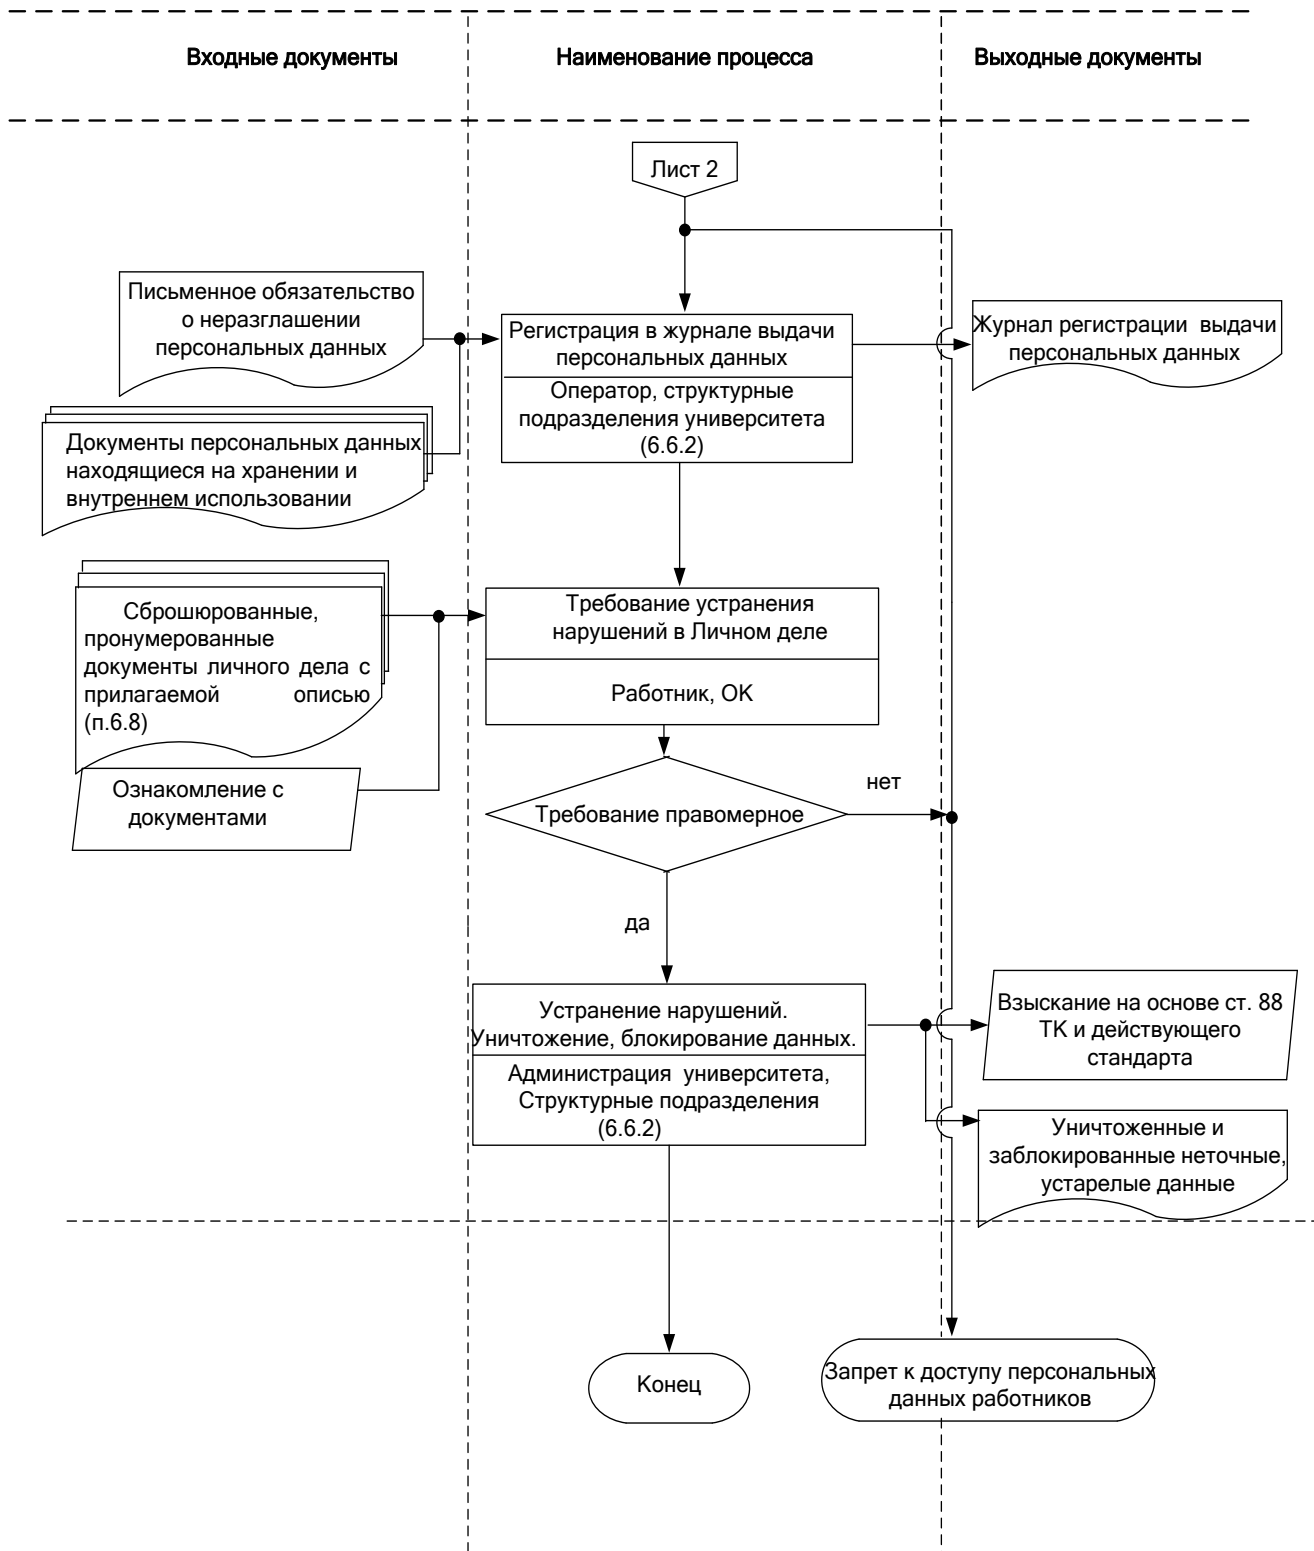 Входные документы
Наименование процесса
Выходные документы
Лист 2
Письменное обязательство
о неразглашении
персональных данных
Регистрация в журнале выдачи
персональных данных
Оператор, структурные
подразделения университета
(6.6.2)
Журнал регистрации выдачи
персональных данных
Документы персональных данных
находящиеся на хранении и
внутреннем использовании
Сброшюрованные,
пронумерованные
документы личного дела с
прилагаемой описью
(п.6.8)
Требование устранения
нарушений в Личном деле
Работник, ОК
Ознакомление с
документами
Требование правомерное
нет
да
Устранение нарушений.
Уничтожение, блокирование данных.
Администрация университета,
Структурные подразделения
(6.6.2)
Взыскание на основе ст. 88
ТК и действующего
стандарта
Уничтоженные и
заблокированные неточные,
устарелые данные
Конец
Запрет к доступу персональных
данных работников